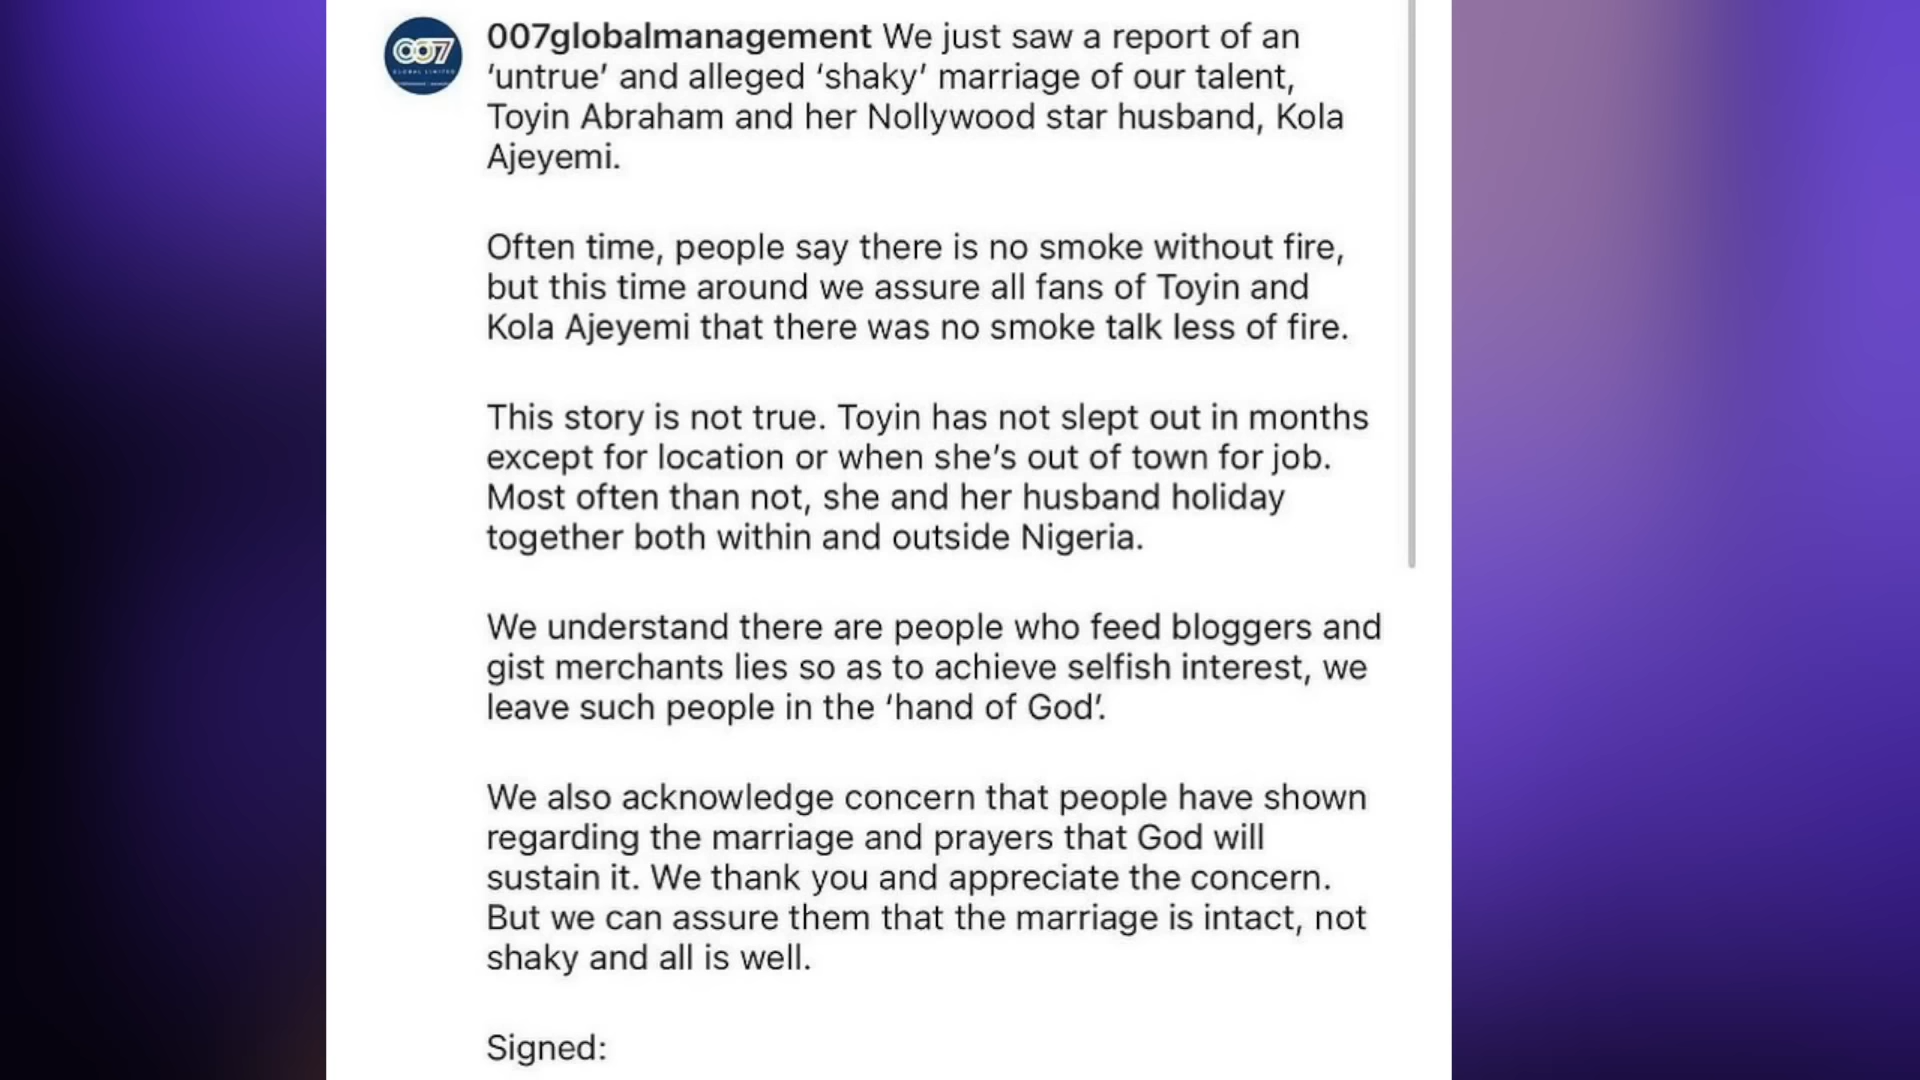 007
GLOBAL LIMITED
007globalmanagement We just saw a report of an
‘untrue’ and alleged ‘shaky’ marriage of our talent,
Toyin Abraham and her Nollywood star husband, Kola
Ajeyemi.
Often time, people say there is no smoke without fire,
but this time around we assure all fans of Toyin and
Kola Ajeyemi that there was no smoke talk less of fire.
This story is not true. Toyin has not slept out in months
except for location or when she’s out of town for job.
Most often than not, she and her husband holiday
together both within and outside Nigeria.
We understand there are people who feed bloggers and
gist merchants lies so as to achieve selfish interest, we
leave such people in the ‘hand of God’.
We also acknowledge concern that people have shown
regarding the marriage and prayers that God will
sustain it. We thank you and appreciate the concern.
But we can assure them that the marriage is intact, not
shaky and all is well.
Signed: